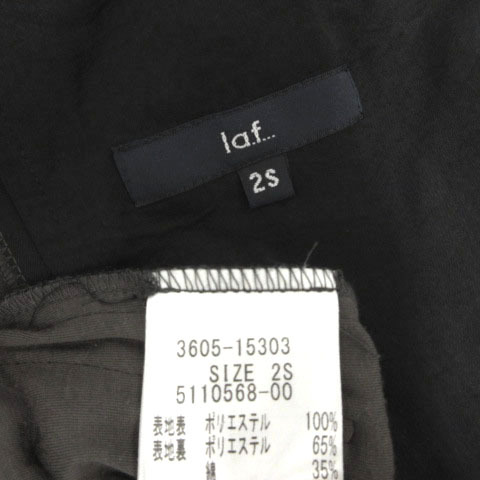 la.f...
2S
3605-15303
SIZE 2S
5110568-00
表地表 ポリエステル 100%
表地裏 ポリエステル 65%
綿 35%